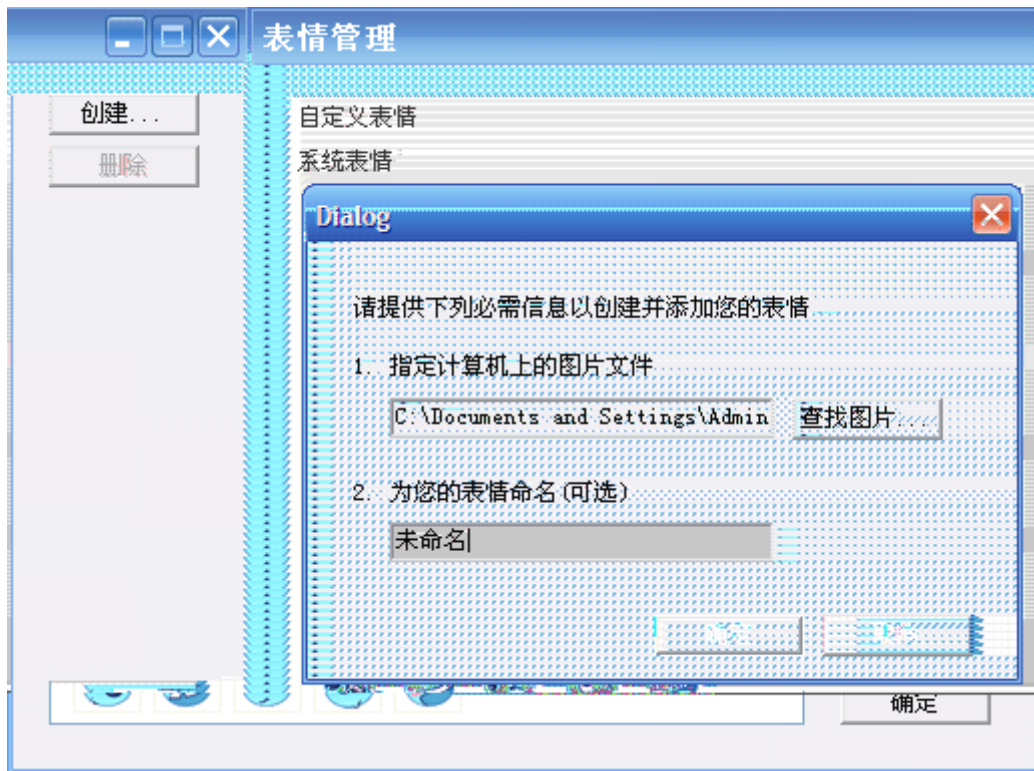 表情管理
创建...
删除
自定义表情
系统表情
Dialog
请提供下列必需信息以创建并添加您的表情
1. 指定计算机上的图片文件
C:\Documents and Settings\Admin
查找图片...
2. 为您的表情命名(可选)
未命名
确定